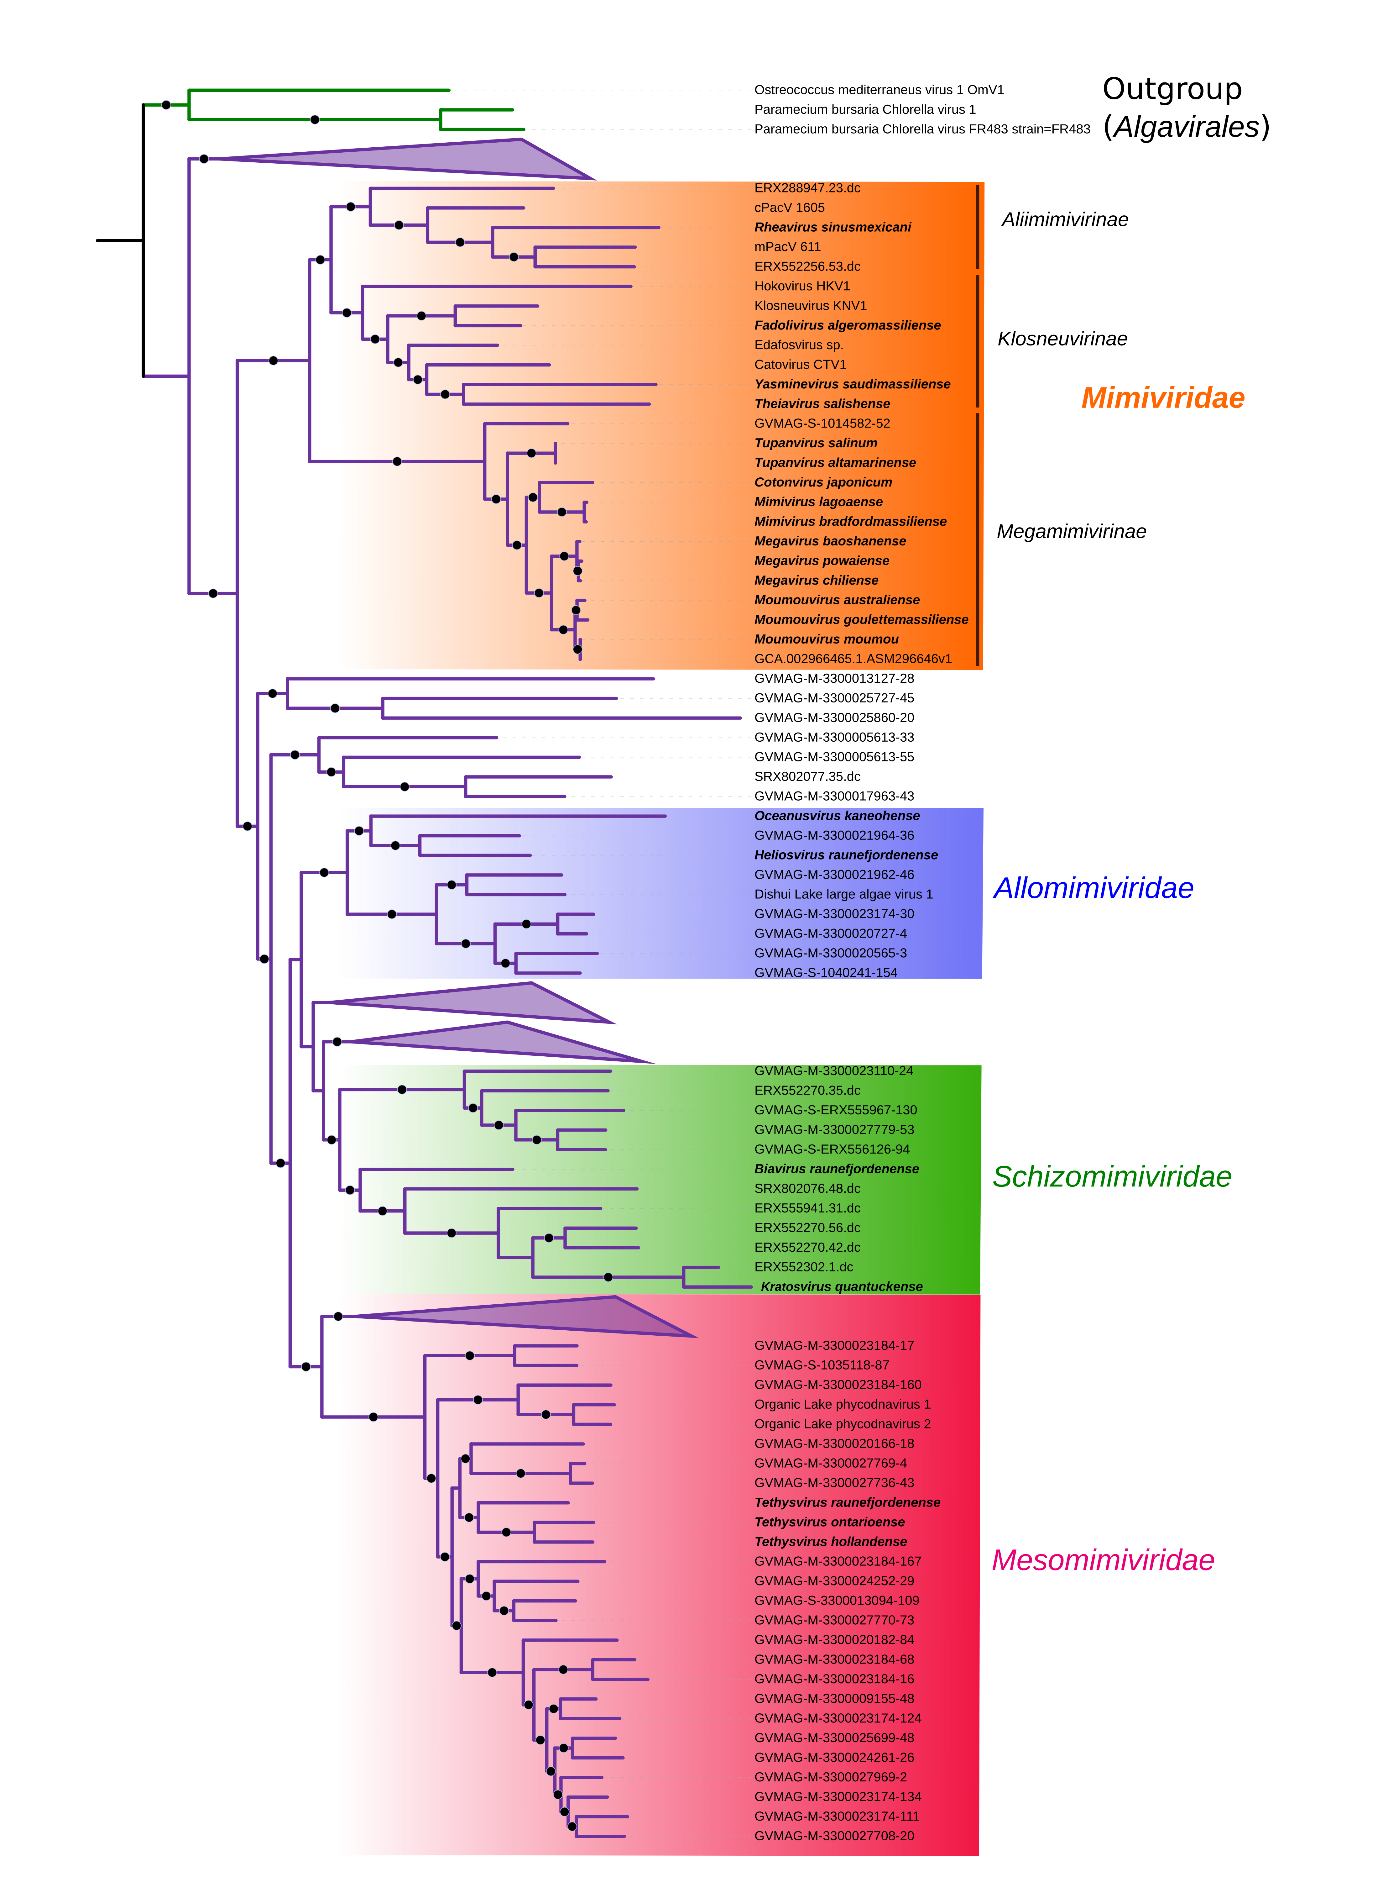 Ostreococcus mediterraneus virus 1 OmV1
Outgroup
Paramecium bursaria Chlorella virus 1
Paramecium bursaria Chlorella virus FR483 strain=FR483
(Algavirales)
ERX288947.23.dc
cPacV 1605
Aliimimivirinae
Rheavirus sinusmexicani
mPacV 611
ERX552256.53.dc
Hokovirus HKV1
Klosneuvirus KNV1
Fadolivirus algeromassiliense
Klosneuvirinae
Edafosvirus sp.
Catovirus CTV1
Yasminevirus saudimassiliense
Mimiviridae
Theiavirus salishense
GVMAG-S-1014582-52
Tupanvirus salinum
Tupanvirus altamarinense
Cotonvirus japonicum
Mimivirus lagoaense
Mimivirus bradfordmassiliense
Megamimivirinae
Megavirus baoshanense
Megavirus powaiense
Megavirus chiliense
Moumouvirus australiense
Moumouvirus goulettemassiliense
Moumouvirus moumou
GCA.002966465.1.ASM296646v1
GVMAG-M-3300013127-28
GVMAG-M-3300025727-45
GVMAG-M-3300025860-20
GVMAG-M-3300005613-33
GVMAG-M-3300005613-55
SRX802077.35.dc
GVMAG-M-3300017963-43
Oceanusvirus kaneohense
GVMAG-M-3300021964-36
Heliosvirus raunefjordenense
GVMAG-M-3300021962-46
Allomimiviridae
Dishui Lake large algae virus 1
GVMAG-M-3300023174-30
GVMAG-M-3300020727-4
GVMAG-M-3300020565-3
GVMAG-S-1040241-154
GVMAG-M-3300023110-24
ERX552270.35.dc
GVMAG-S-ERX555967-130
GVMAG-M-3300027779-53
GVMAG-S-ERX556126-94
Biavirus raunefjordenense
Schizomimiviridae
SRX802076.48.dc
ERX555941.31.dc
ERX552270.56.dc
ERX552270.42.dc
ERX552302.1.dc
Kratosvirus quantuckense
GVMAG-M-3300023184-17
GVMAG-S-1035118-87
GVMAG-M-3300023184-160
Organic Lake phycodnavirus 1
Organic Lake phycodnavirus 2
GVMAG-M-3300020166-18
GVMAG-M-3300027769-4
GVMAG-M-3300027736-43
Tethysvirus raunefjordenense
Tethysvirus ontarioense
Tethysvirus hollandense
Mesomimiviridae
GVMAG-M-3300023184-167
GVMAG-M-3300024252-29
GVMAG-S-3300013094-109
GVMAG-M-3300027770-73
GVMAG-M-3300020182-84
GVMAG-M-3300023184-68
GVMAG-M-3300023184-16
GVMAG-M-3300009155-48
GVMAG-M-3300023174-124
GVMAG-M-3300025699-48
GVMAG-M-3300024261-26
GVMAG-M-3300027969-2
GVMAG-M-3300023174-134
GVMAG-M-3300023174-111
GVMAG-M-3300027708-20